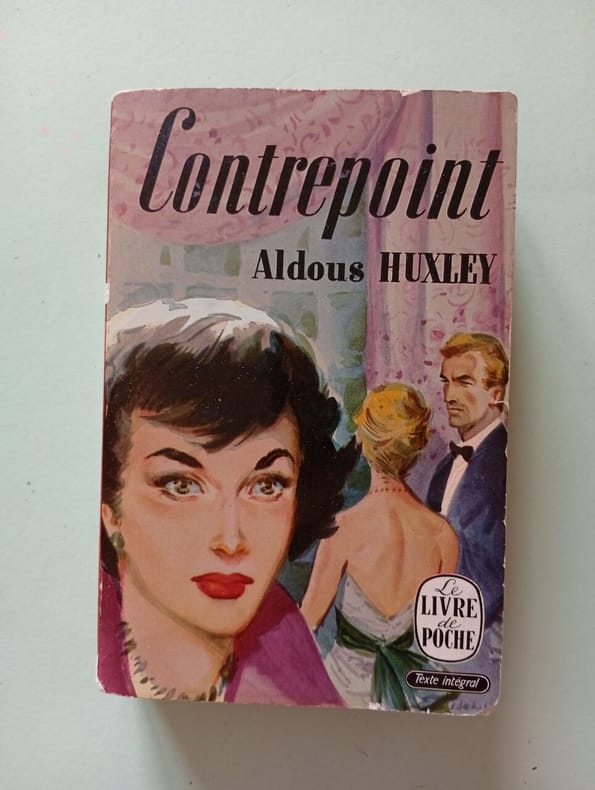 Contrepoint
Aldous HUXLEY
Le
LIVRE
de
POCHE
Texte intégral